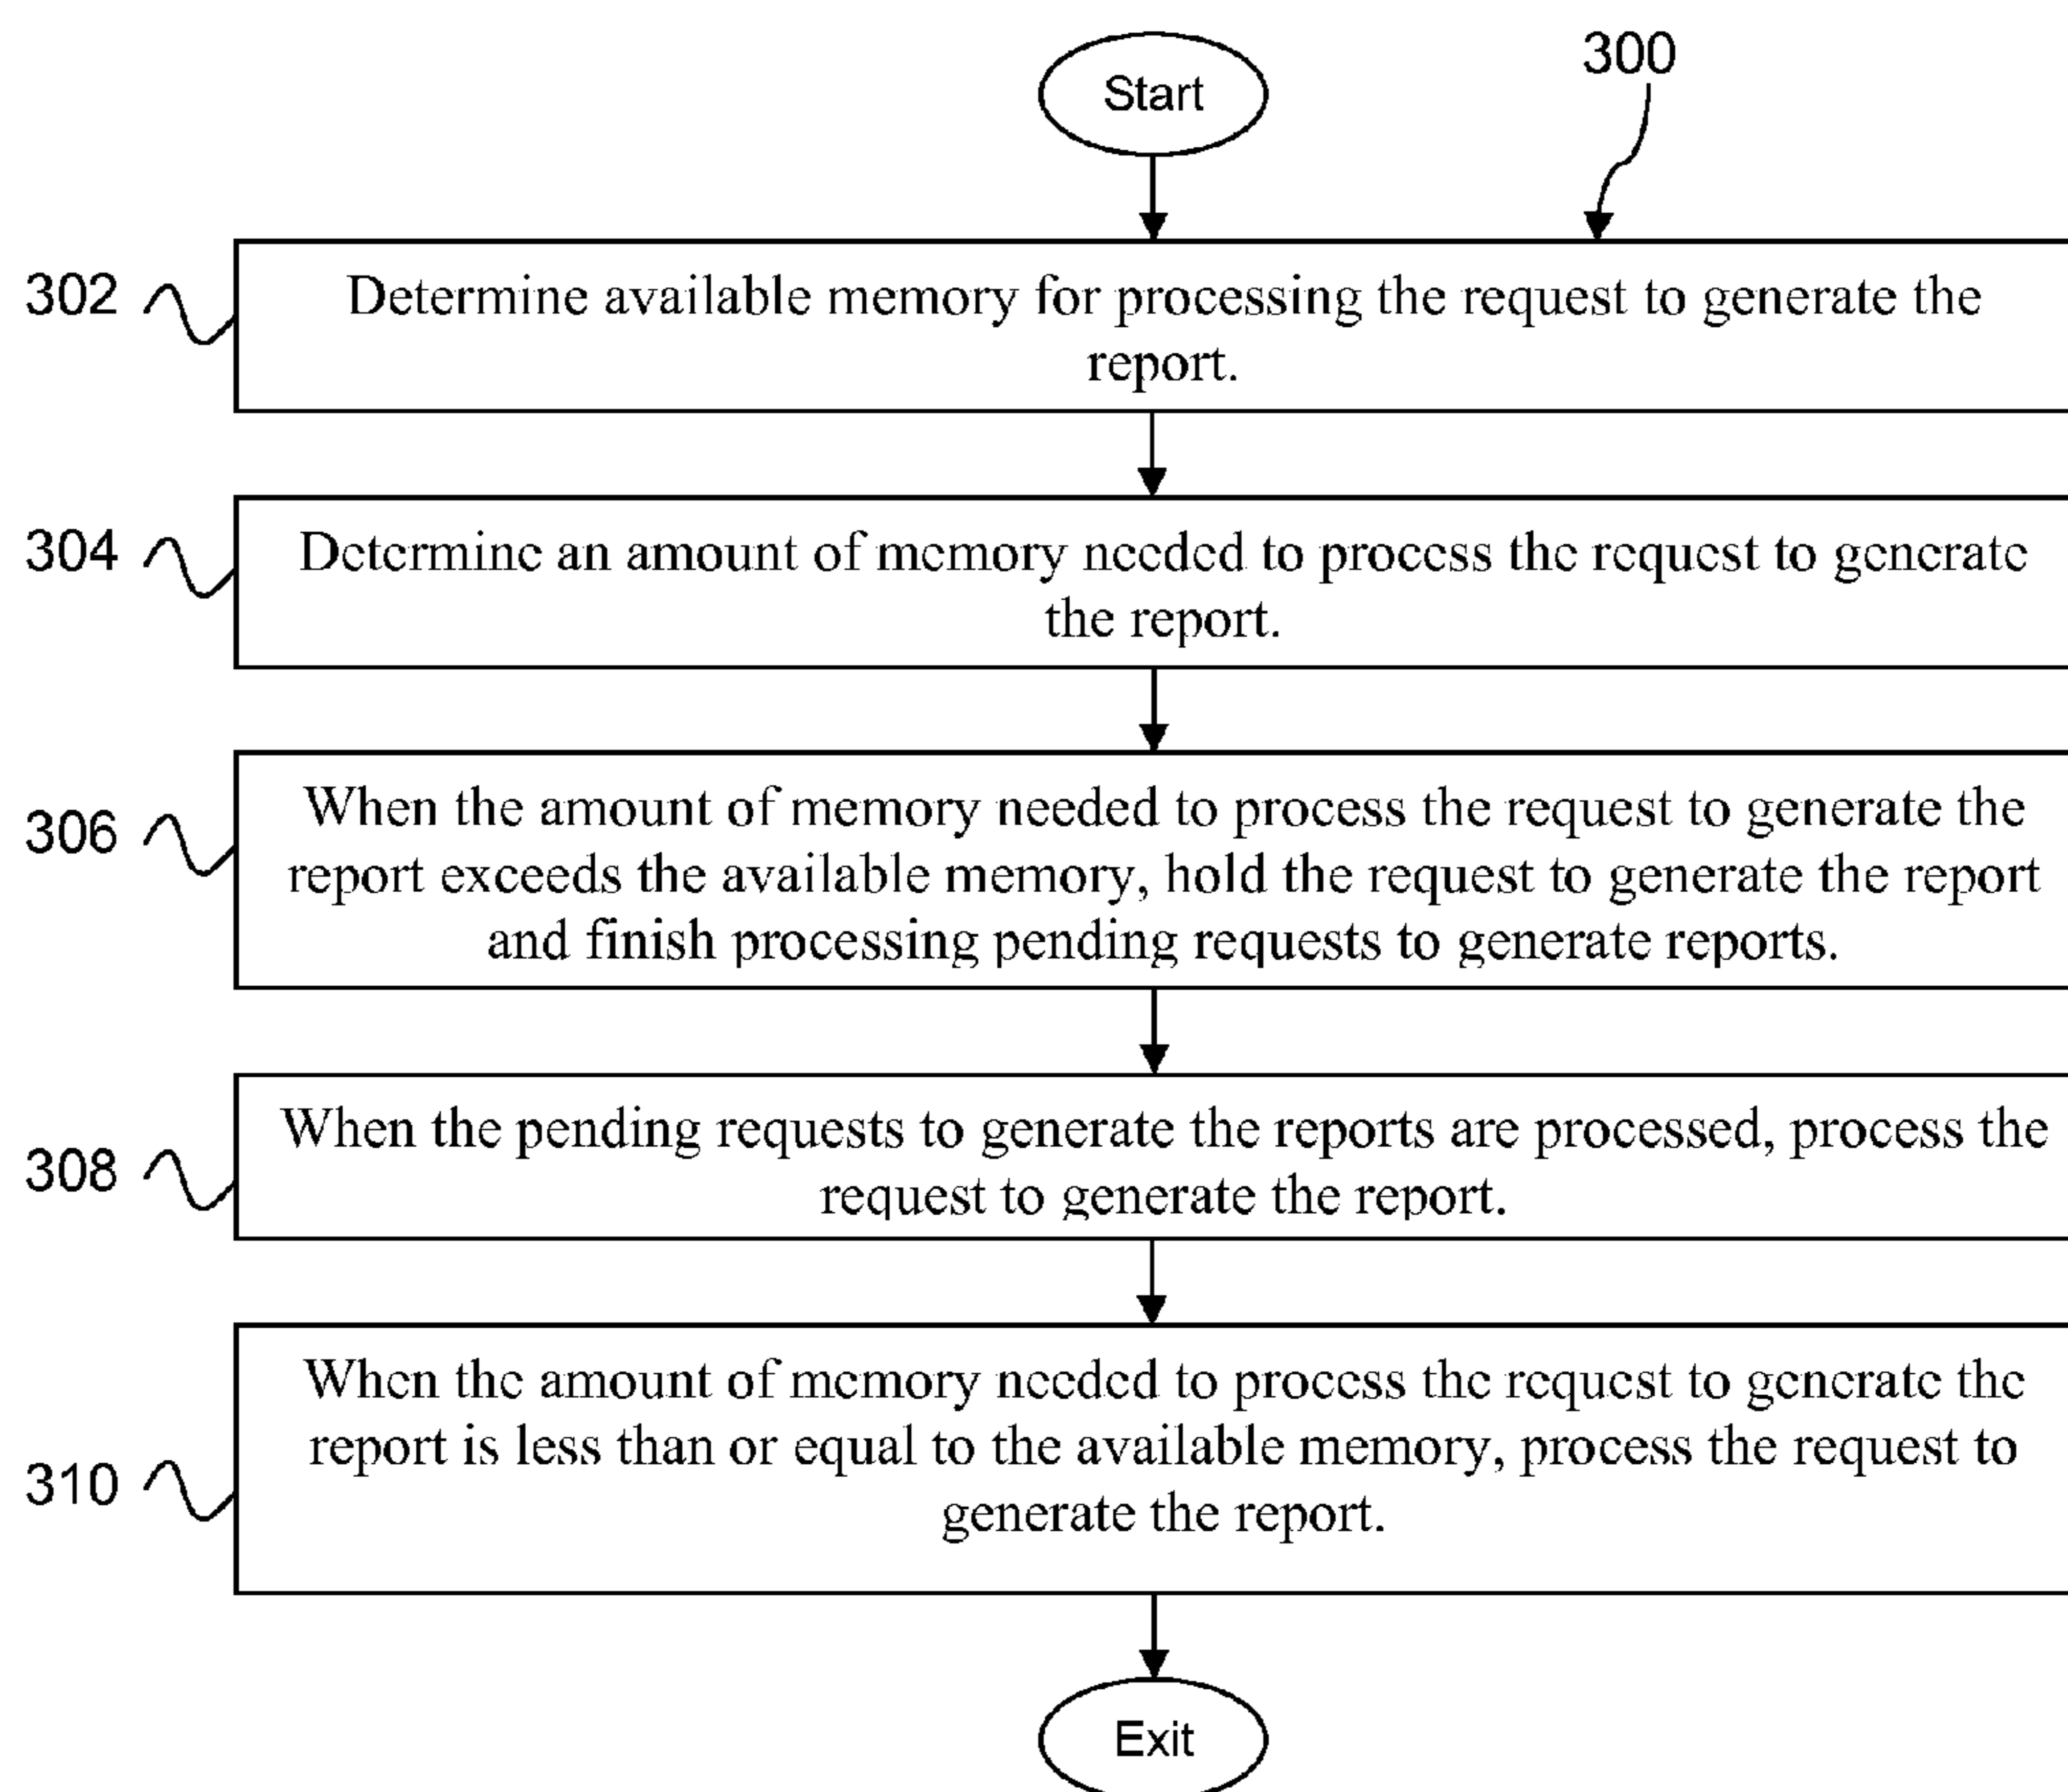 Start
300
302
Determine available memory for processing the request to generate the
report.
304
Determine an amount of memory needed to process the request to generate
the report.
306
When the amount of memory needed to process the request to generate the
report exceeds the available memory, hold the request to generate the report
and finish processing pending requests to generate reports.
308
When the pending requests to generate the reports are processed, process the
request to generate the report.
310
When the amount of memory needed to process the request to generate the
report is less than or equal to the available memory, process the request to
generate the report.
Exit